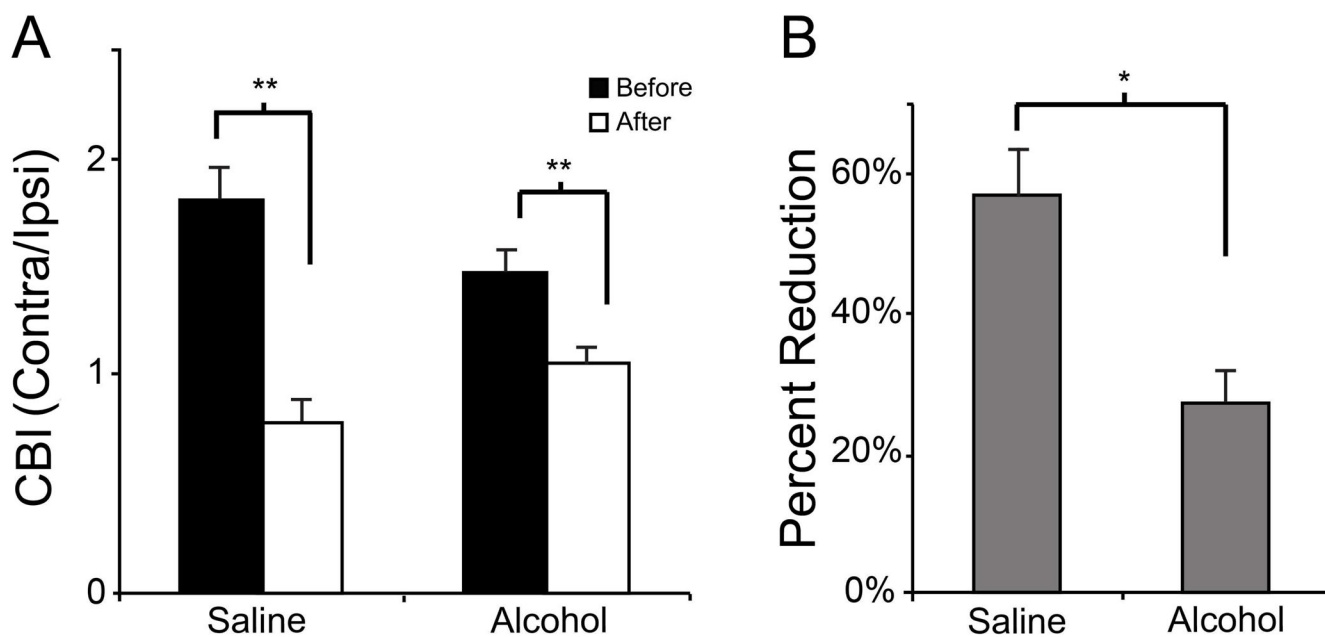 A
CBI (Contra/Ipsi)
2
1
0
**
**
Before
After
Saline
Alcohol
B
Percent Reduction
60%
40%
20%
0%
*
Saline
Alcohol